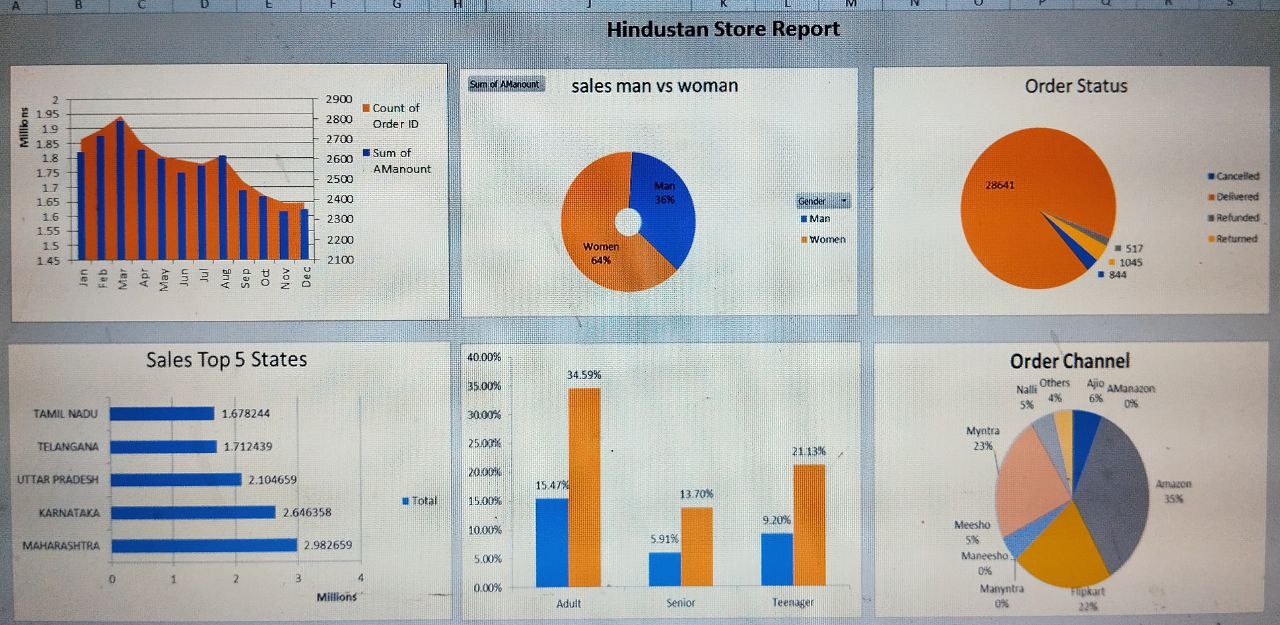 A B C D E F G H J K L M N O P Q R S
Hindustan Store Report
Millions
2
1.95
1.9
1.85
1.8
1.75
1.7
1.65
1.6
1.55
1.5
1.45
2900
2800
2700
2600
2500
2400
2300
2200
2100
Jan Feb Mar Apr May Jun Jul Aug Sep Oct Nov Dec
Count of
Order ID
Sum of
AManount
Sum of AManount
sales man vs woman
Man
36%
Women
64%
Gender
Man
Women
Order Status
28641
517
1045
844
Cancelled
Delivered
Refunded
Returned
Sales Top 5 States
TAMIL NADU 1.678244
TELANGANA 1.712439
UTTAR PRADESH 2.104659
KARNATAKA 2.646358
MAHARASHTRA 2.982659
0 1 2 3 4
Millions
Total
40.00%
35.00%
30.00%
25.00%
20.00%
15.00%
10.00%
5.00%
0.00%
15.47% 34.59%
5.91% 13.70%
9.20% 21.13%
Adult Senior Teenager
Order Channel
Nalli
5%
Others
4%
Ajio
6%
AManazon
0%
Myntra
23%
Amazon
35%
Meesho
5%
Maneesho
0%
Manyntra
0%
Flipkart
22%